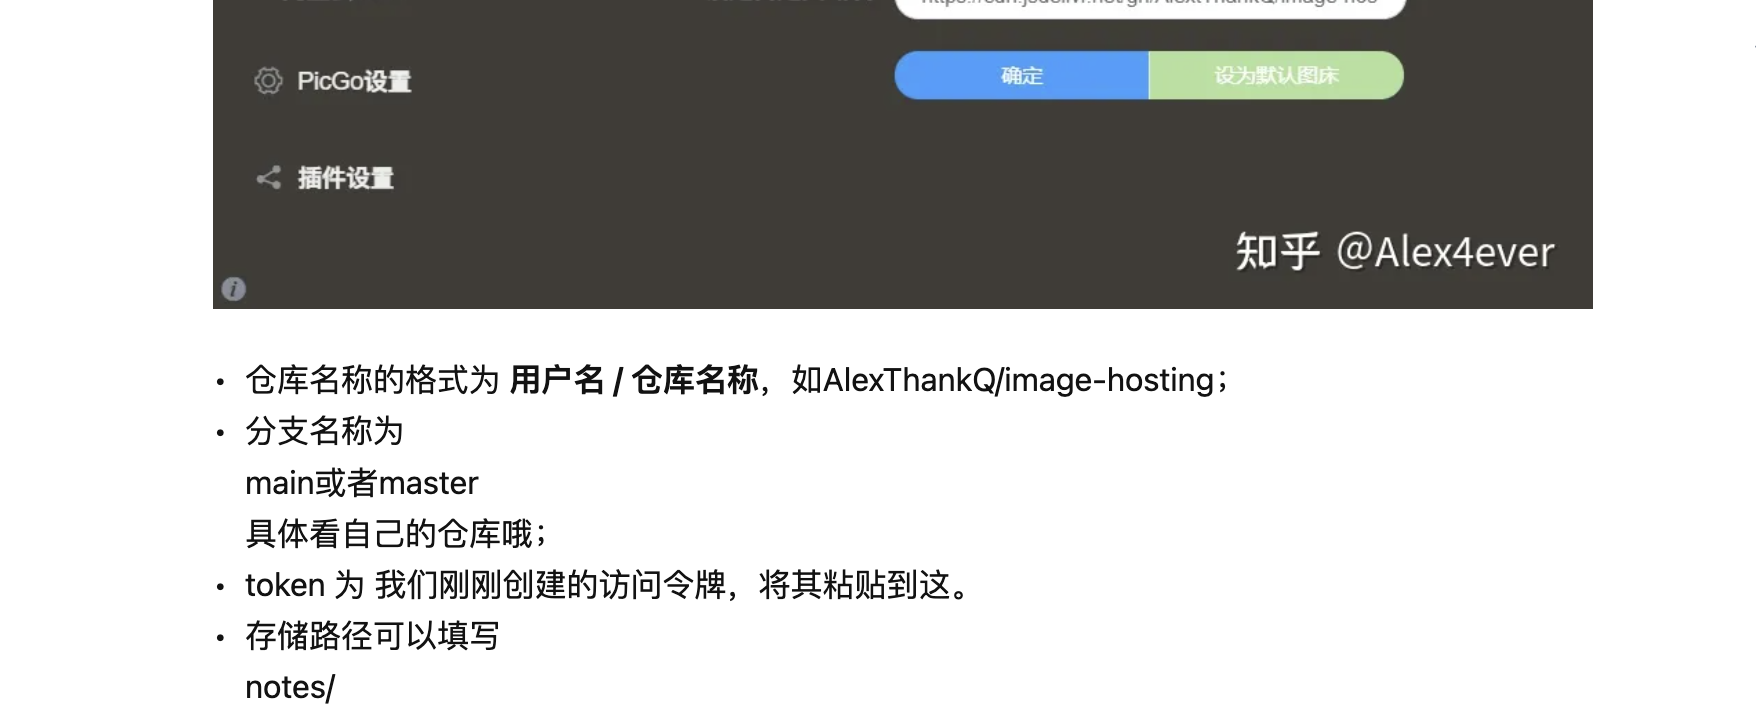 PicGo设置
确定
设为默认图床
插件设置
知乎 @Alex4ever
• 仓库名称的格式为 用户名 / 仓库名称，如AlexThankQ/image-hosting；
• 分支名称为
main或者master
具体看自己的仓库哦；
• token 为 我们刚刚创建的访问令牌，将其粘贴到这。
• 存储路径可以填写
notes/